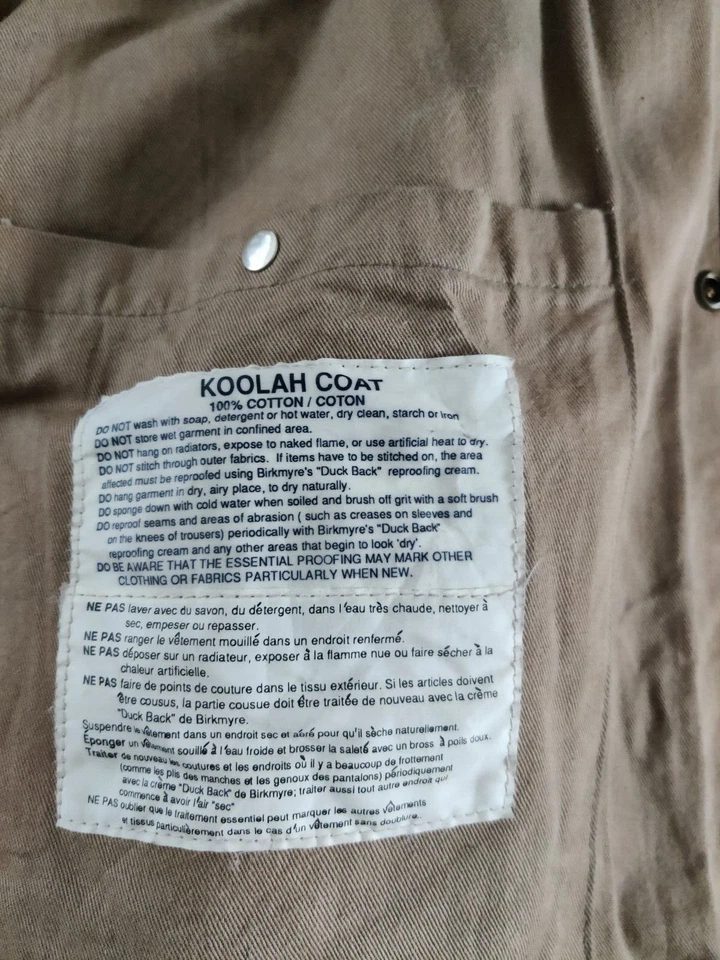 KOOLAH COAT
100% COTTON / COTON
DO NOT wash with soap, detergent or hot water, dry clean, starch or iron
DO NOT store wet garment in confined area.
DO NOT hang on radiators, expose to naked flame, or use artificial heat to dry.
DO NOT stitch through outer fabrics. If items have to be stitched on, the area
affected must be reproofed using Birkmyre's "Duck Back" reproofing cream.
DO hang garment in dry, airy place, to dry naturally.
DO sponge down with cold water when soiled and brush off grit with a soft brush
DO reproof seams and areas of abrasion ( such as creases on sleeves and
on the knees of trousers) periodically with Birkmyre's "Duck Back"
reproofing cream and any other areas that begin to look 'dry'.
DO BE AWARE THAT THE ESSENTIAL PROOFING MAY MARK OTHER
CLOTHING OR FABRICS PARTICULARLY WHEN NEW.
NE PAS laver avec du savon, du détergent, dans l'eau très chaude, nettoyer à
sec, empeser ou repasser.
NE PAS ranger le vêtement mouillé dans un endroit renfermé.
NE PAS déposer sur un radiateur, exposer à la flamme nue ou faire sécher à la
chaleur artificielle.
NE PAS faire de points de couture dans le tissu extérieur. Si les articles doivent
être cousus, la partie cousue doit être traitée de nouveau avec la crème
"Duck Back" de Birkmyre.
Suspendre le vêtement dans un endroit sec et aéré pour qu'il sèche naturellement.
Éponger un vêtement souillé à l'eau froide et brosser la saleté avec un bross à poils doux.
Traiter de nouveau les coutures et les endroits où il y a beaucoup de frottement
(comme les plis des manches et les genoux des pantalons) périodiquement
avec la crème "Duck Back" de Birkmyre; traiter aussi tout autre endroit qui
commence à avoir l'air "sec"
NE PAS oublier que le traitement essentiel peut marquer les autres vêtements
et tissus particulièrement dans le cas d'un vêtement sans doublure.